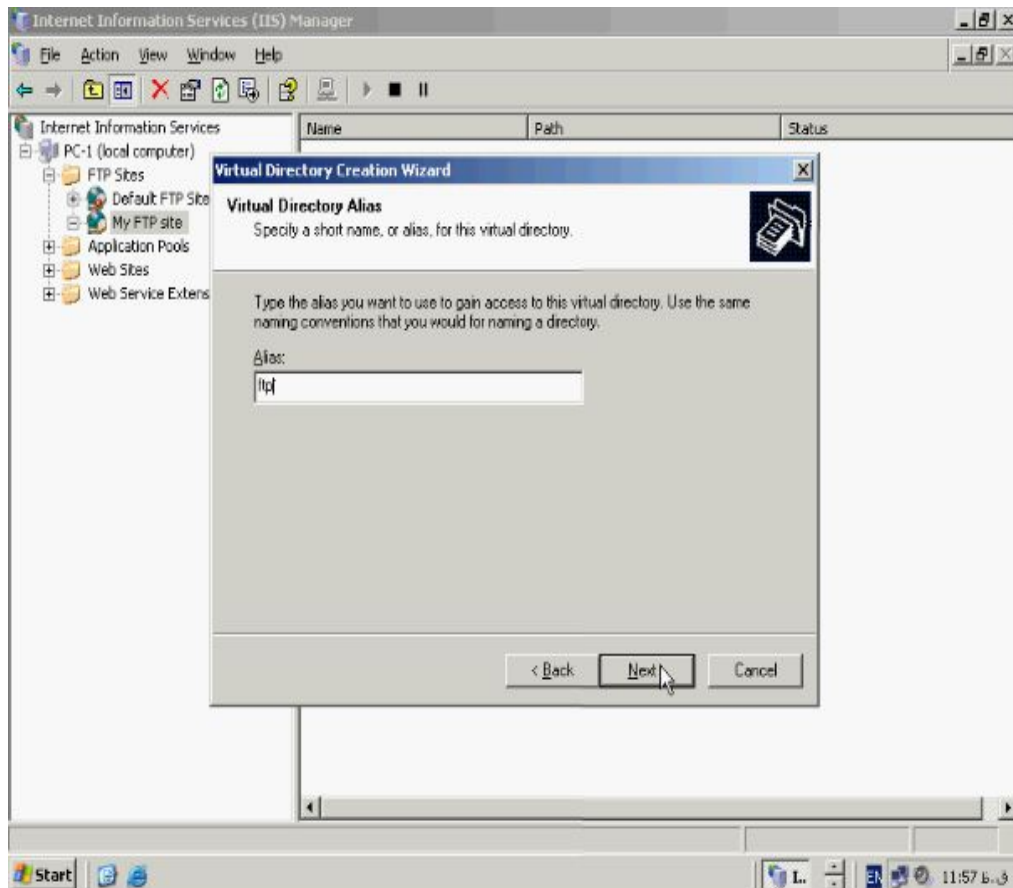 Internet Information Services (IIS) Manager
File Action View Window Help
Internet Information Services
PC-1 (local computer)
FTP Sites
Default FTP Site
My FTP site
Application Pools
Web Sites
Web Service Extens
Name Path Status
Virtual Directory Creation Wizard
Virtual Directory Alias
Specify a short name, or alias, for this virtual directory.
Type the alias you want to use to gain access to this virtual directory. Use the same
naming conventions that you would for naming a directory.
Alias:
ftp
< Back Next Cancel
Start I.. EN 11:57 ق.ظ